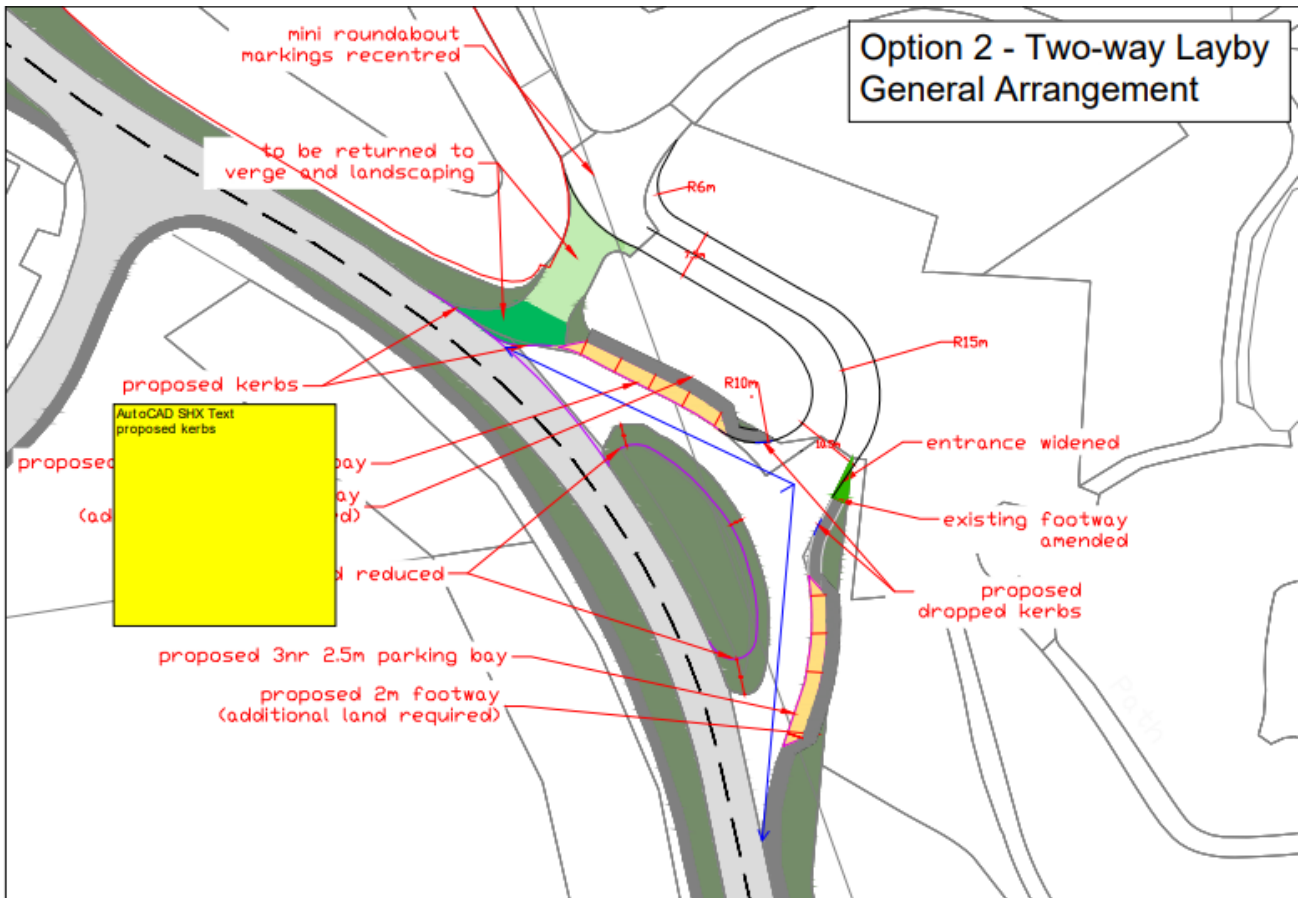 Option 2 - Two-way Layby
General Arrangement
mini roundabout
markings recentred
to be returned to
verge and landscaping
R6m
R15m
proposed kerbs
R10m
AutoCAD SHX Text
proposed kerbs
entrance widened
bay
existing footway
amended
reduced
proposed
dropped kerbs
proposed 3nr 2.5m parking bay
proposed 2m footway
(additional land required)
Path